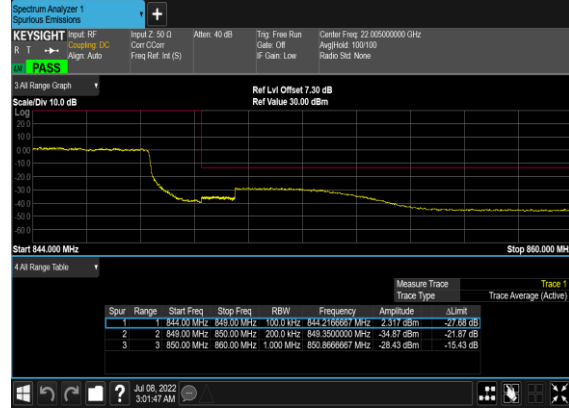 Spectrum Analyzer 1
Spurious Emissions
+
KEYSIGHT Input: RF Input Z: 50 Ω Atten: 40 dB Trig: Free Run Center Freq: 22.005000000 GHz
R T Coupling: DC Corr CCorr Gate: Off Avg|Hold: 100/100
Align: Auto Freq Ref: Int (S) IF Gain: Low Radio Std: None
PASS
3 All Range Graph
Ref Lvl Offset 7.30 dB
Scale/Div 10.0 dB Ref Value 30.00 dBm
Log
20.0
10.0
0.00
-10.0
-20.0
-30.0
-40.0
-50.0
-60.0
Start 844.000 MHz Stop 860.000 MH
4 All Range Table
Measure Trace Trace 1
Trace Type Trace Average (Active)
Spur Range Start Freq Stop Freq RBW Frequency Amplitude ΔLimit
1 1 844.00 MHz 849.00 MHz 100.0 kHz 844.2166667 MHz 2.317 dBm -27.68 dB
2 2 849.00 MHz 850.00 MHz 200.0 kHz 849.3500000 MHz -34.87 dBm -21.87 dB
3 3 850.00 MHz 860.00 MHz 1.000 MHz 850.8666667 MHz -28.43 dBm -15.43 dB
? Jul 08, 2022
3:01:47 AM